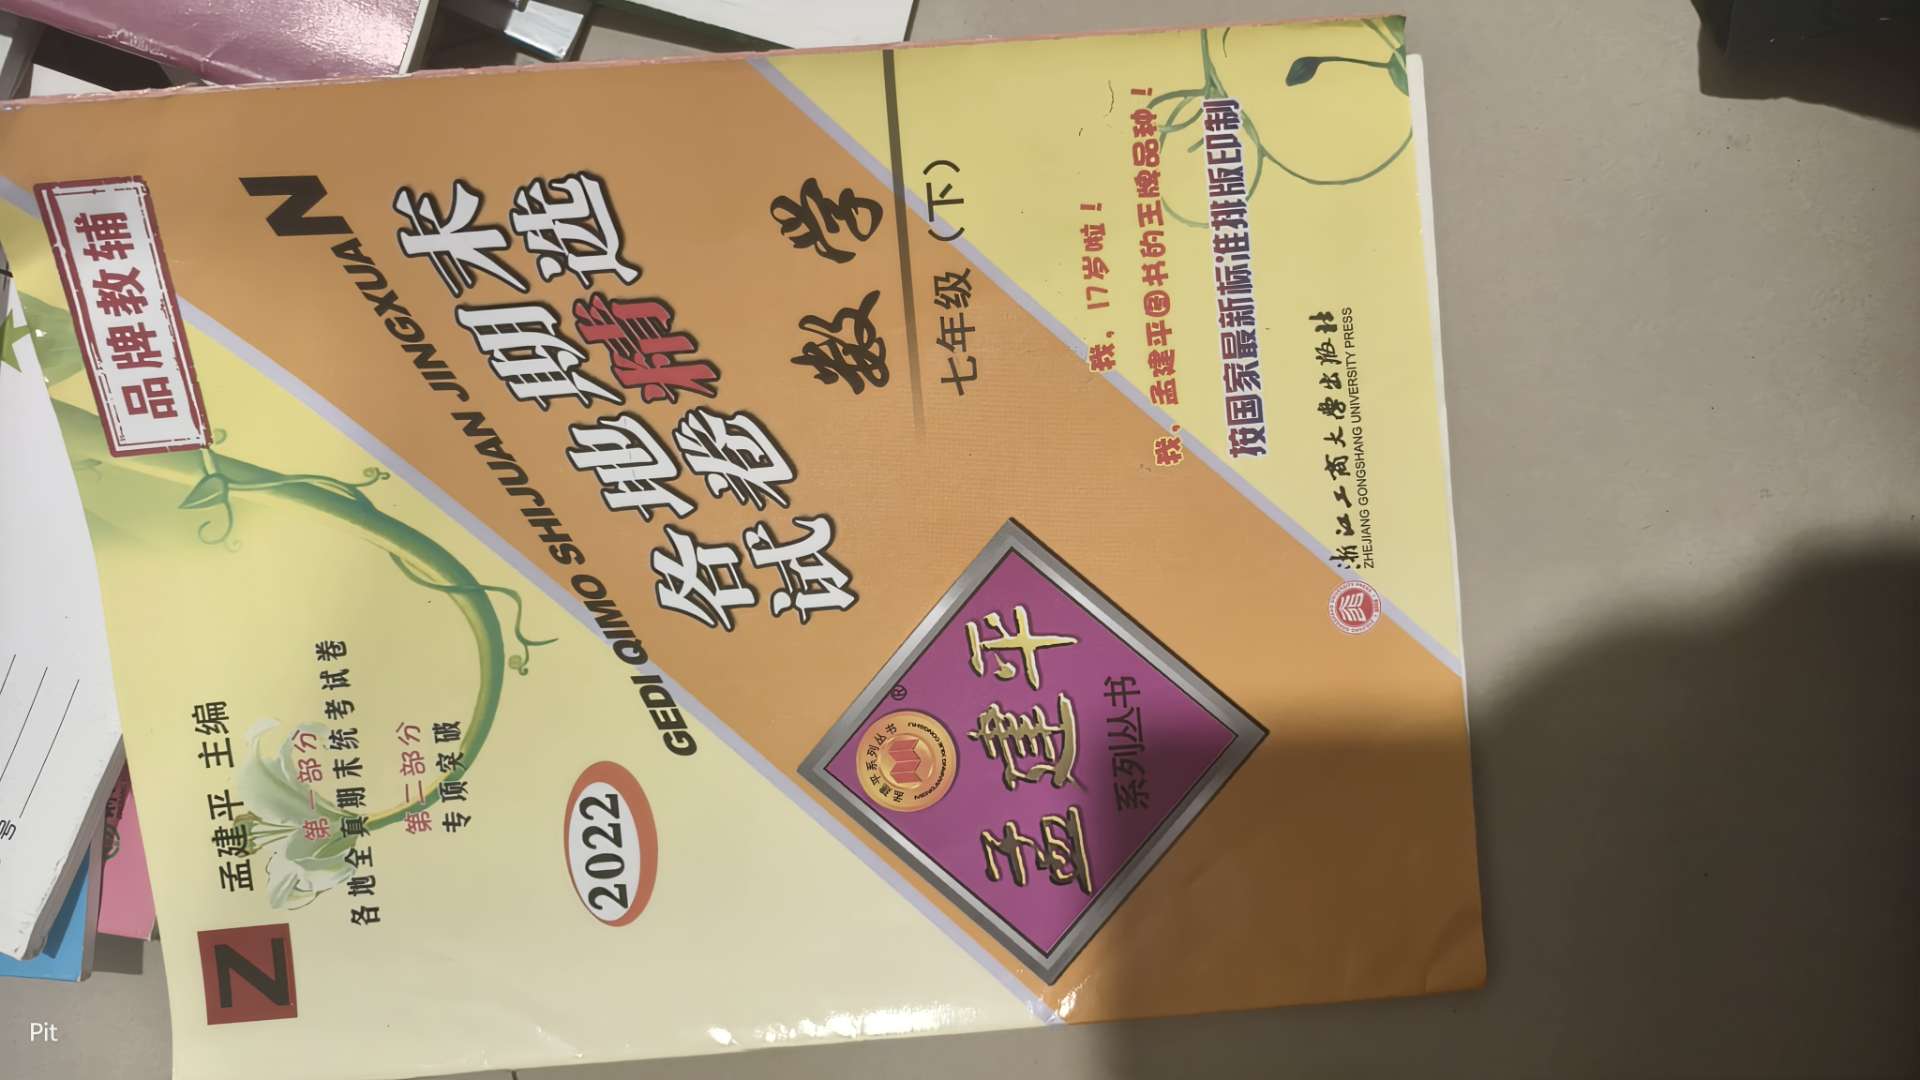 Z
孟建平 主编
品牌教辅
第一部分
各地全真期末统考试卷
第二部分
专项突破
2022
GEDI QIMO SHIJUAN JINGXUAN
各地期末
试卷精选
数学
七年级（下）
孟建平
系列丛书
®
我，17岁啦！
我，孟建平图书的王牌品种！
按国家最新标准排版印制
浙江工商大学出版社
ZHEJIANG GONGSHANG UNIVERSITY PRESS
号
Pit